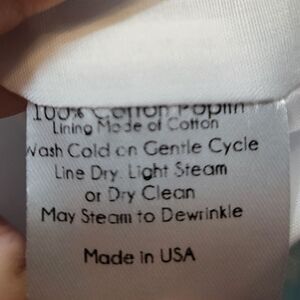 100% Cotton Poplin
Lining Made of Cotton
Wash Cold on Gentle Cycle
Line Dry. Light Steam
or Dry Clean
May Steam to Dewrinkle
Made in USA